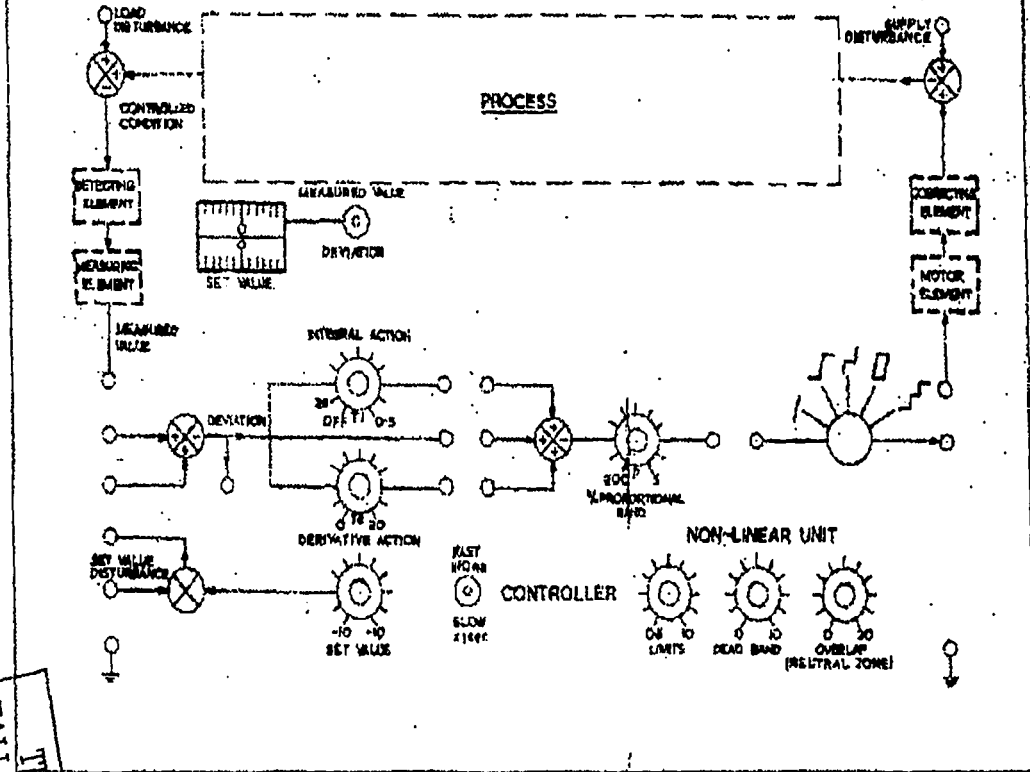 LOAD
DISTURBANCE
SUPPLY
DISTURBANCE
PROCESS
CONTROLLED
CONDITION
DETECTING
ELEMENT
MEASURED VALUE
DEVIATION
SET VALUE
CORRECTING
ELEMENT
MEASURING
ELEMENT
MOTOR
ELEMENT
MEASURED
VALUE
INTEGRAL ACTION
OFF
0·5
DEVIATION
% PROPORTIONAL
BAND
0
20
DERIVATIVE ACTION
NON-LINEAR UNIT
SET VALUE
DISTURBANCE
FAST
CONTROLLER
SLOW
-10 +10
SET VALUE
10
LIMITS
0 10
DEAD BAND
0 20
OVERLAP
(NEUTRAL ZONE)